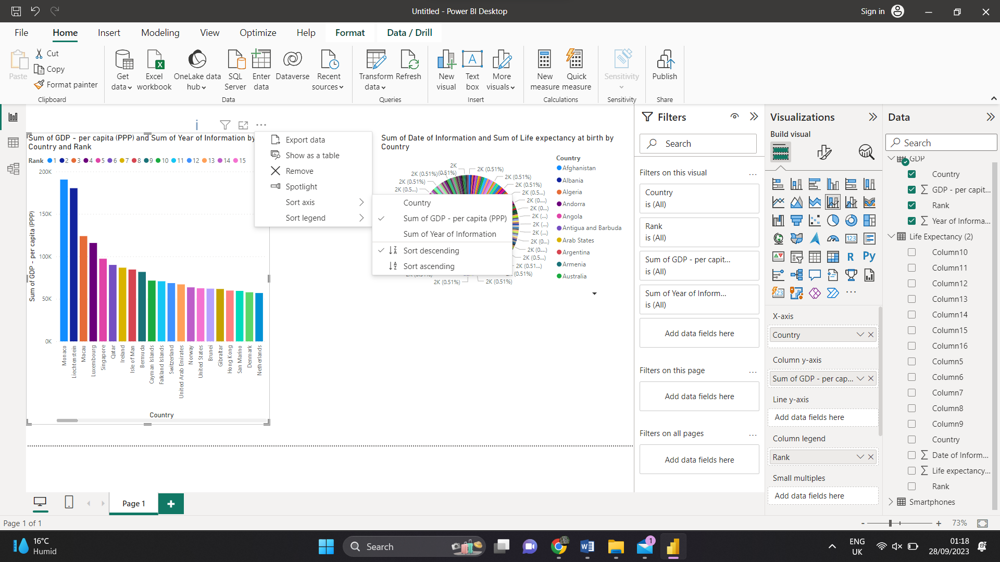 Untitled - Power BI Desktop
Sign in
File
Home
Insert
Modeling
View
Optimize
Help
Format
Data / Drill
Paste
Cut
Copy
Format painter
Clipboard
Get data
Excel workbook
OneLake data hub
SQL Server
Enter data
Dataverse
Recent sources
Data
Transform data
Refresh
Queries
New visual
Text box
More visuals
Insert
New measure
Quick measure
Calculations
Sensitivity
Sensitivity
Publish
Share
Sum of GDP - per capita (PPP) and Sum of Year of Information by
Country and Rank
Rank 1 2 3 4 5 6 7 8 9 10 11 12 13 14 15
200K
150K
100K
50K
0K
Sum of GDP - per capita (PPP)
Monaco
Liechtenstein
Macau
Luxembourg
Singapore
Qatar
Ireland
Isle of Man
Bermuda
Cayman Islands
Falkland Islands
Switzerland
United Arab Emirates
Norway
United States
Brunei
Gibraltar
Hong Kong
San Marino
Denmark
Netherlands
Country
Export data
Show as a table
Remove
Spotlight
Sort axis
Sort legend
Country
Sum of GDP - per capita (PPP)
Sum of Year of Information
Sort descending
Sort ascending
Sum of Date of Information and Sum of Life expectancy at birth by
Country
2K
2K (0.51%)
2K (0.51%)
2K (0.51%)
2K (0.5...)
2K (0.51%)
2K (0.51%)
2K (0.51%)
2K (0.5...)
2K (0....)
2K (0...)
2K (...)
2K (...)
2K (...)
2K (0...)
2K (0....)
2K (0.5...)
2K (0.51...)
(0.51%)
2K (0.51%)
2K (0.51%)
Country
Afghanistan
Albania
Algeria
Andorra
Angola
Antigua and Barbuda
Arab States
Argentina
Armenia
Australia
Filters
Search
Filters on this visual
...
Country
is (All)
Rank
is (All)
Sum of GDP - per capit...
is (All)
Sum of Year of Inform...
is (All)
Add data fields here
Filters on this page
...
Add data fields here
Filters on all pages
...
Add data fields here
Visualizations
Build visual
123
R
Py
123
...
X-axis
Country
Column y-axis
Sum of GDP - per cap...
Line y-axis
Add data fields here
Column legend
Rank
Small multiples
Add data fields here
Data
Search
GDP
Country
GDP - per capit...
Rank
Year of Informa...
Life Expectancy (2)
Column10
Column11
Column12
Column13
Column14
Column15
Column16
Column5
Column6
Column7
Column8
Column9
Country
Date of Inform...
Life expectancy...
Rank
Smartphones
Page 1
Page 1 of 1
73%
16°C
Humid
Search
1
ENG
UK
01:18
28/09/2023